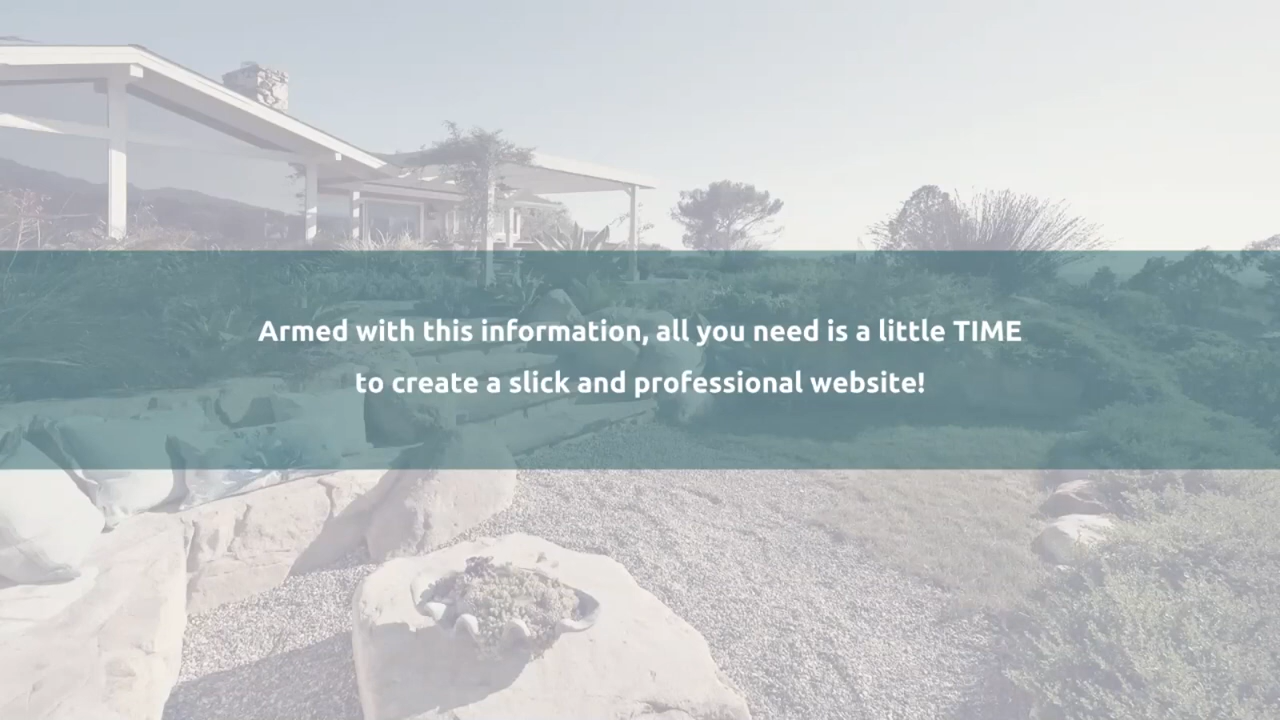 Armed with this information, all you need is a little TIME
to create a slick and professional website!